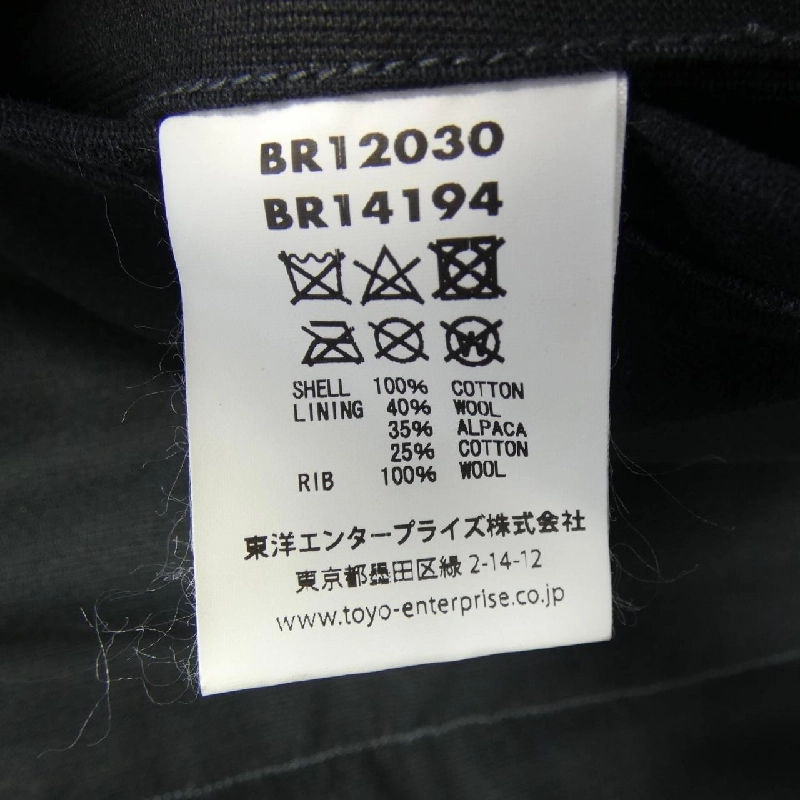 BR12030
BR14194
SHELL 100% COTTON
LINING 40% WOOL
35% ALPACA
25% COTTON
RIB 100% WOOL
東洋エンタープライズ株式会社
東京都墨田区緑 2-14-12
www.toyo-enterprise.co.jp